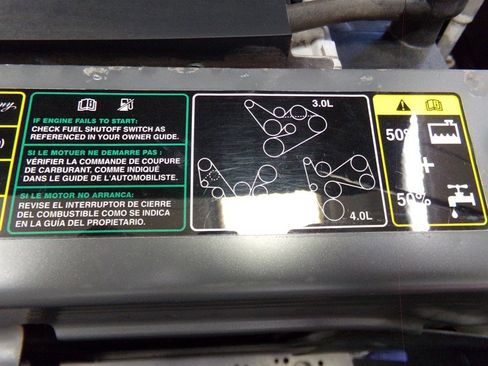 IF ENGINE FAILS TO START:
CHECK FUEL SHUTOFF SWITCH AS
REFERENCED IN YOUR OWNER GUIDE.
SI LE MOTUER NE DEMARRE PAS :
VÉRIFIER LA COMMANDE DE COUPURE
DE CARBURANT, COMME INDIQUÉ
DANS LE GUIDE DE L'AUTOMOBILISTE.
SI LE MOTOR NO ARRANCA:
REVISE EL INTERRUPTOR DE CIERRE
DEL COMBUSTIBLE COMO SE INDICA
EN LA GUÍA DEL PROPIETARIO.
3.0L
4.0L
50%
+
50%